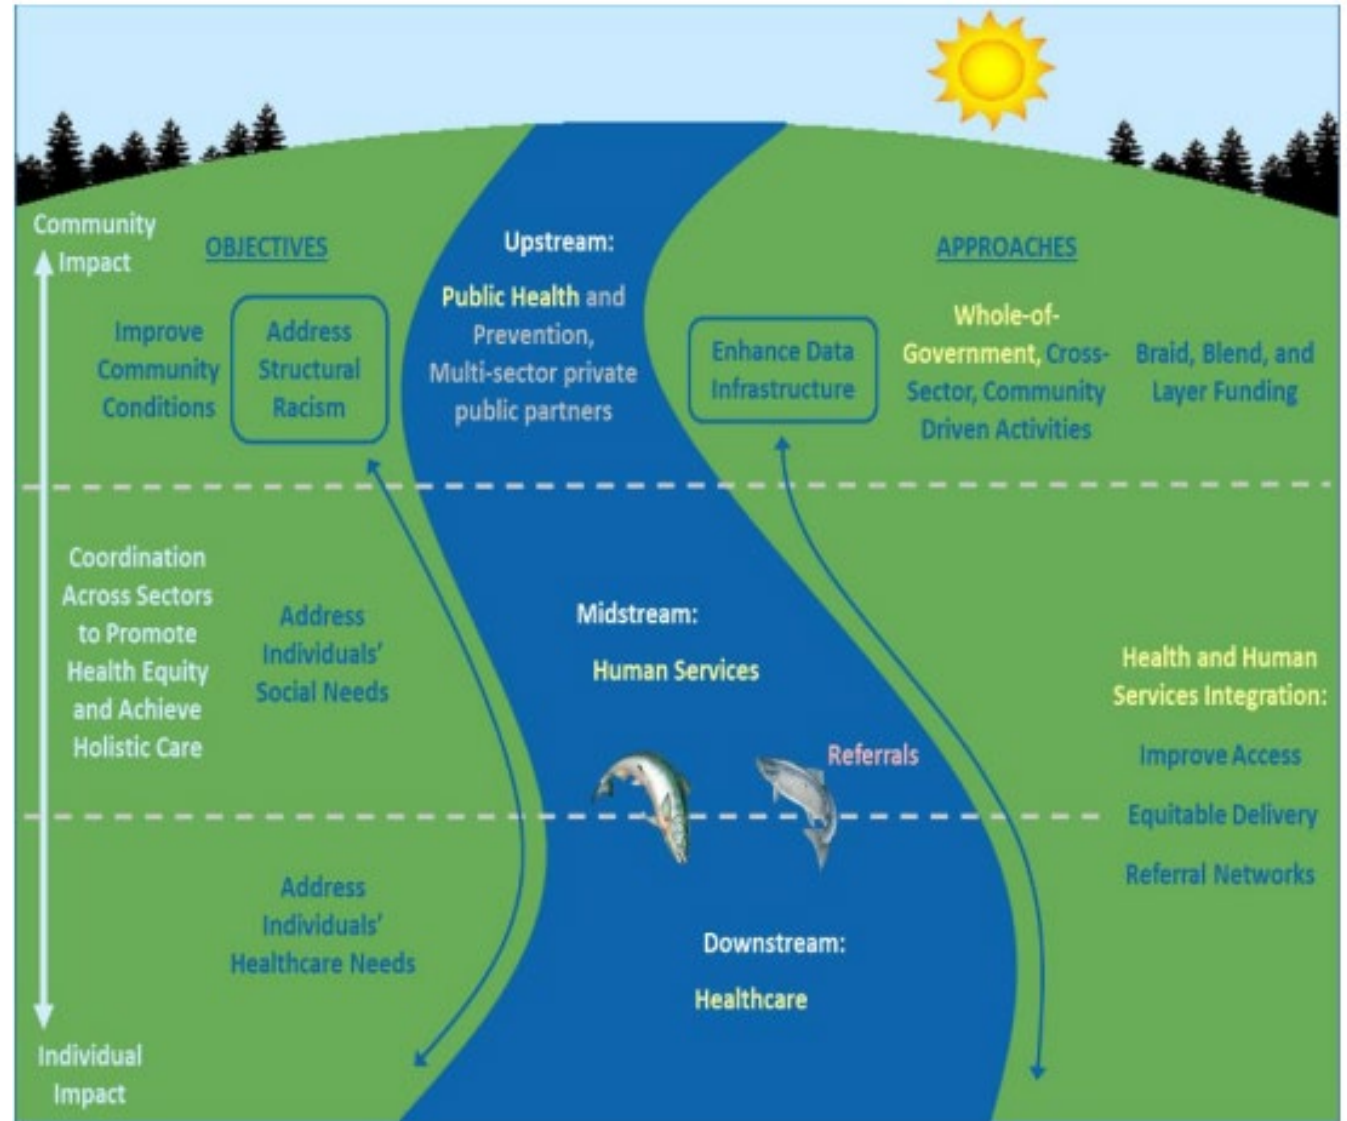 Community
Impact
OBJECTIVES
Improve
Community
Conditions
Address
Structural
Racism
Upstream:
Public Health and
Prevention,
Multi-sector private
public partners
APPROACHES
Enhance Data
Infrastructure
Whole-of-
Government, Cross-
Sector, Community
Driven Activities
Braid, Blend, and
Layer Funding
Coordination
Across Sectors
to Promote
Health Equity
and Achieve
Holistic Care
Address
Individuals'
Social Needs
Midstream:
Human Services
Referrals
Health and Human
Services Integration:
Improve Access
Equitable Delivery
Referral Networks
Address
Individuals'
Healthcare Needs
Downstream:
Healthcare
Individual
Impact